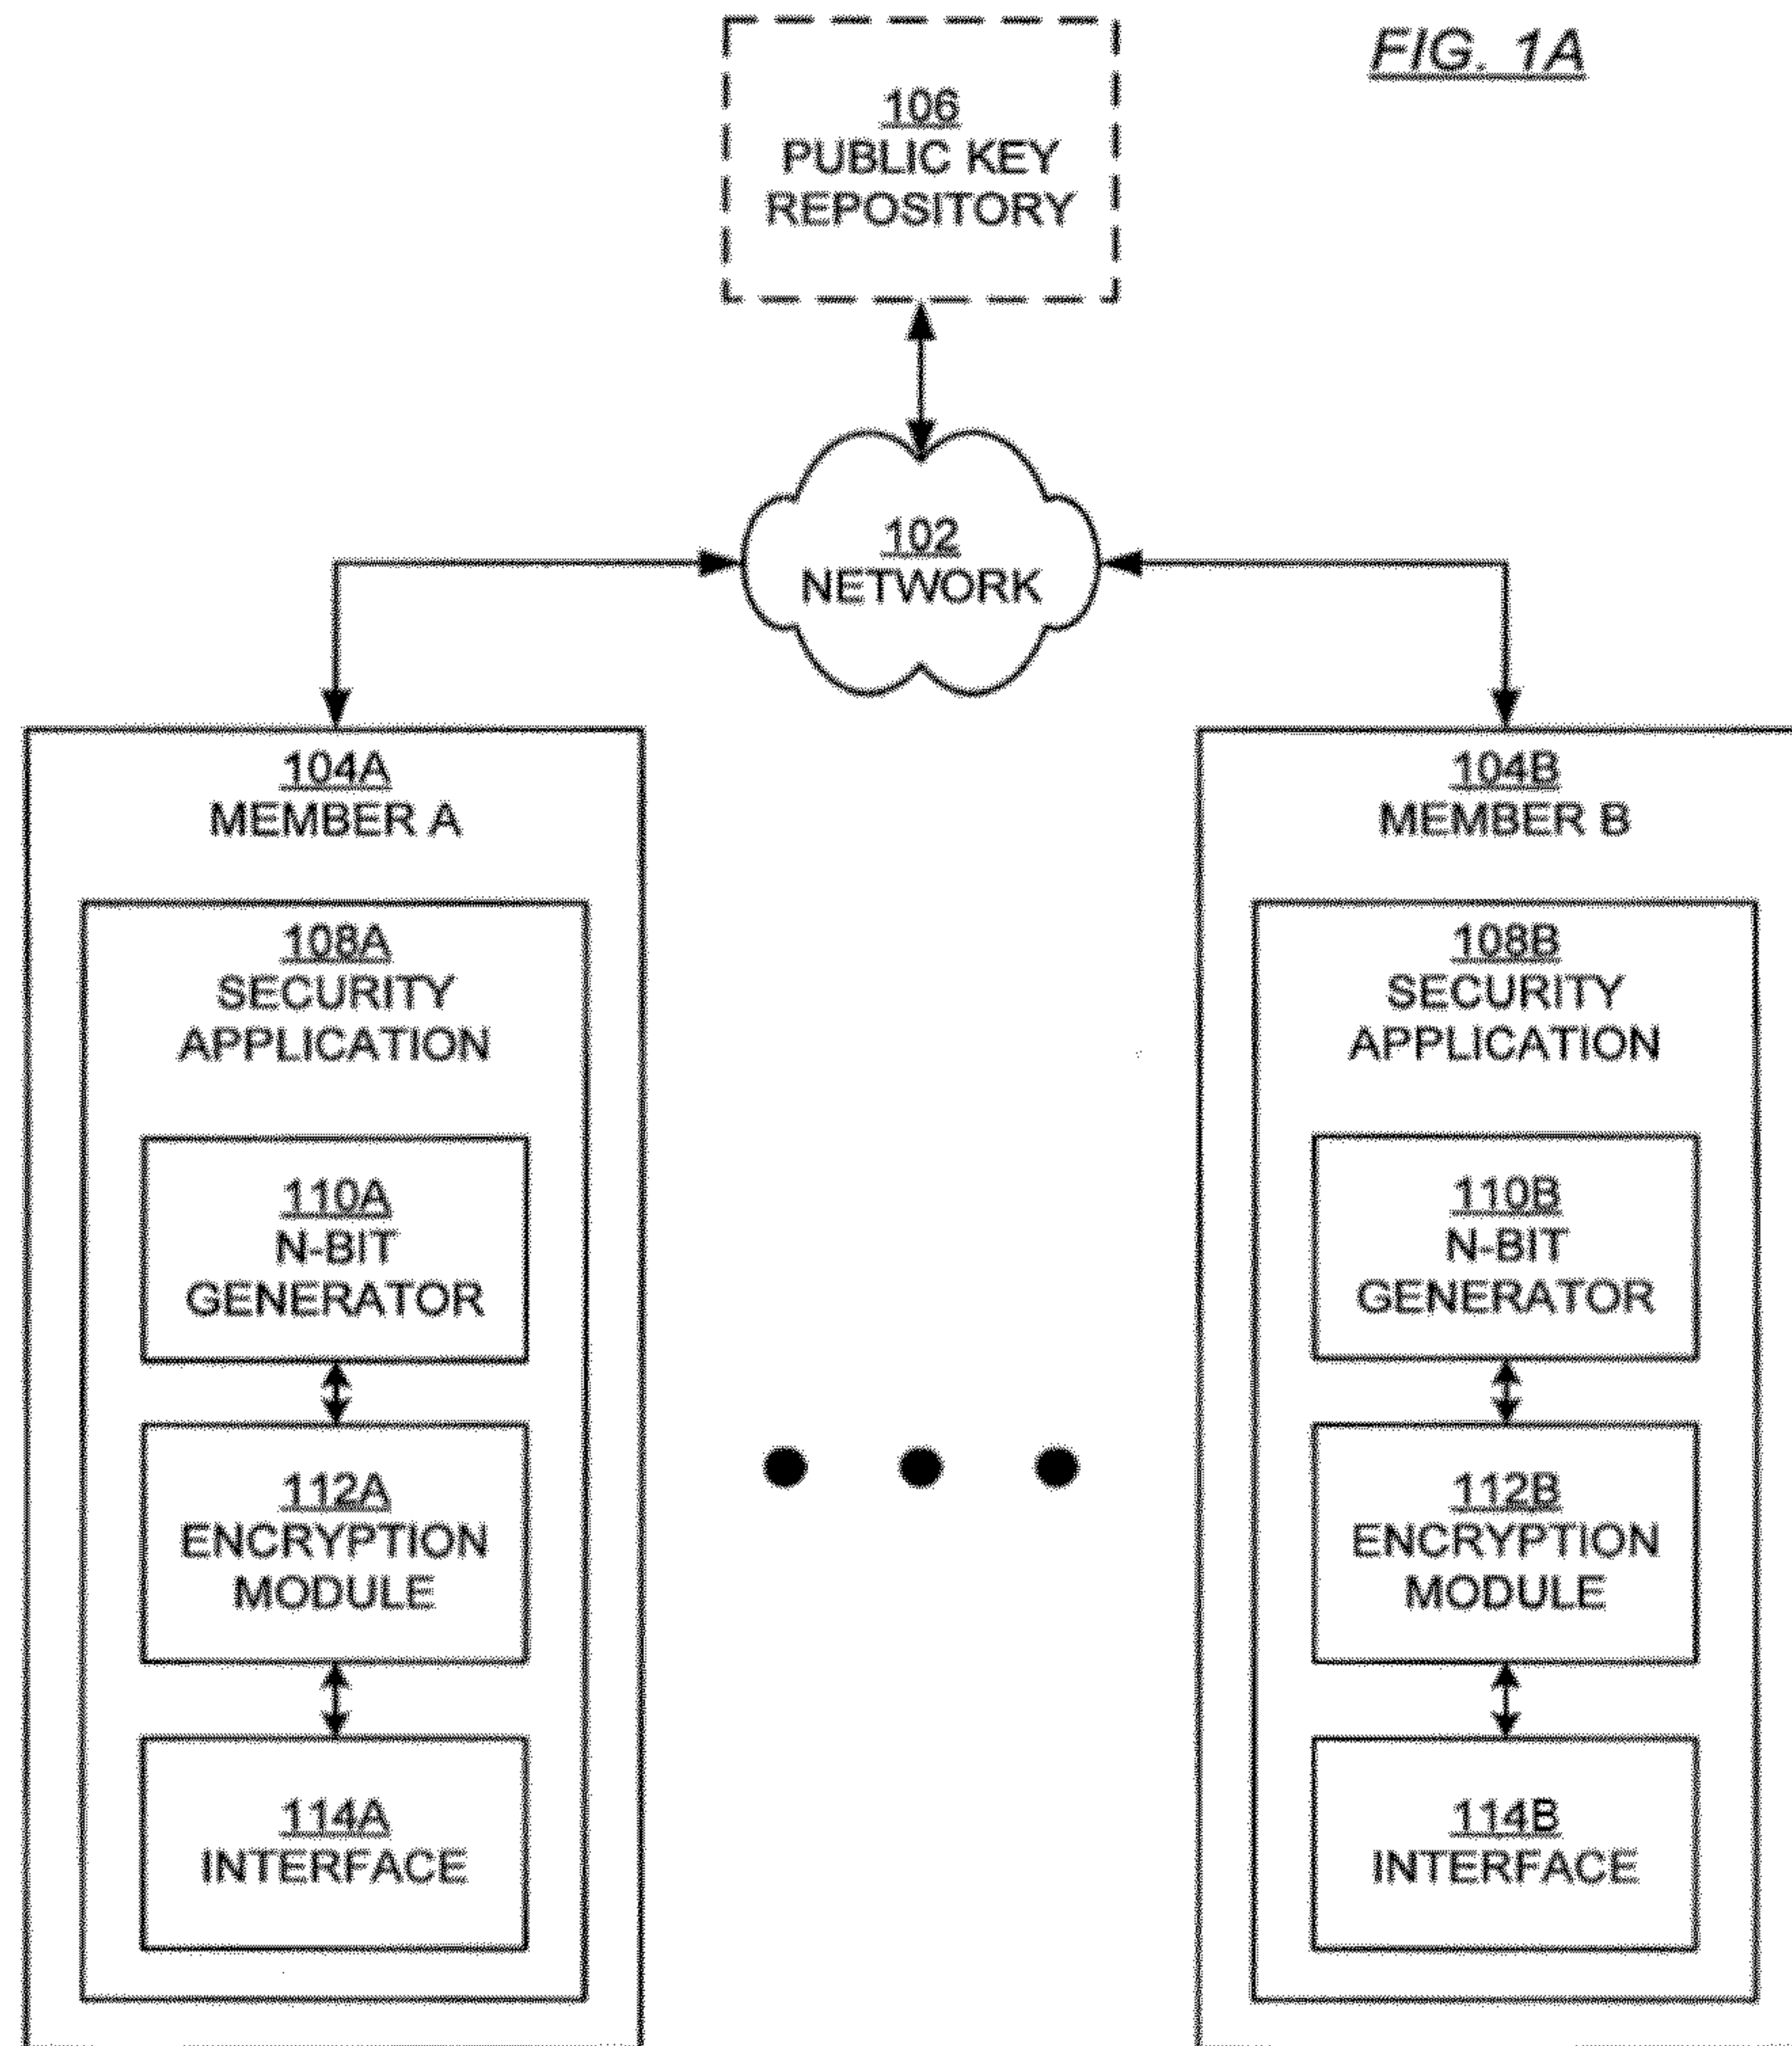 FIG. 1A
106
PUBLIC KEY
REPOSITORY
102
NETWORK
104A
MEMBER A
108A
SECURITY
APPLICATION
110A
N-BIT
GENERATOR
112A
ENCRYPTION
MODULE
114A
INTERFACE
104B
MEMBER B
108B
SECURITY
APPLICATION
110B
N-BIT
GENERATOR
112B
ENCRYPTION
MODULE
114B
INTERFACE